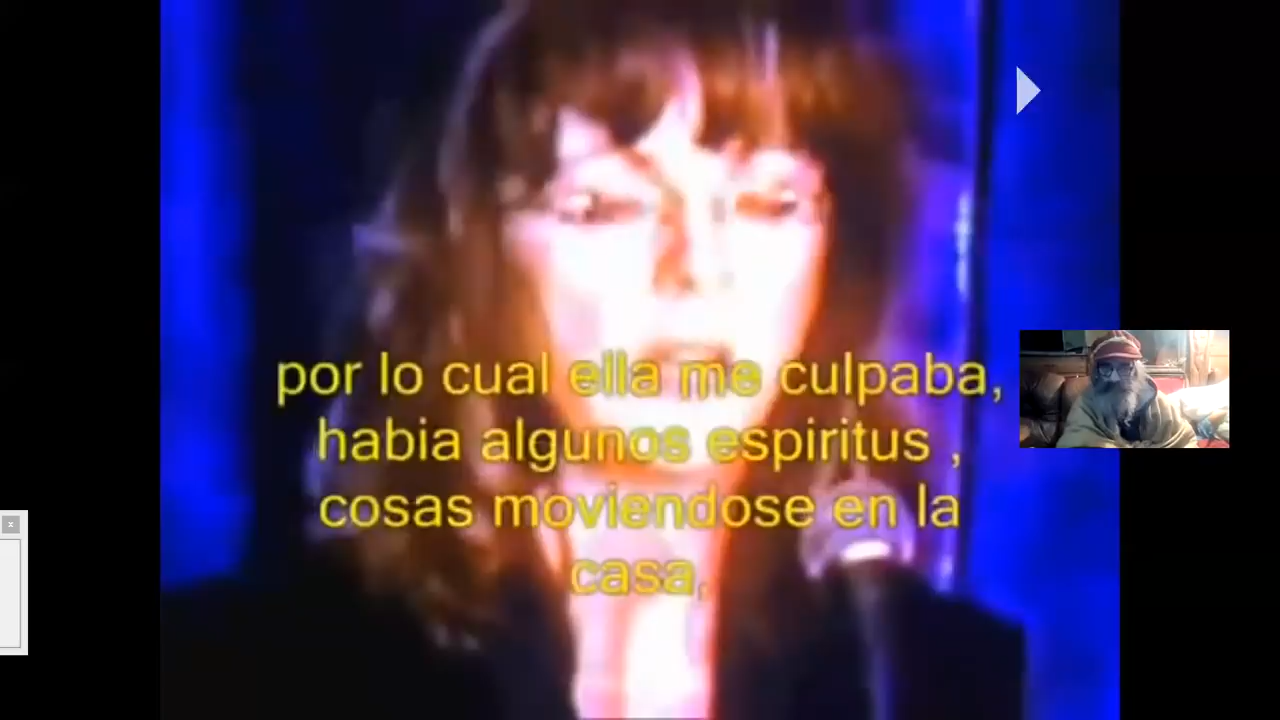 por lo cual ella me culpaba,
habia algunos espiritus ,
cosas moviendose en la
casa,